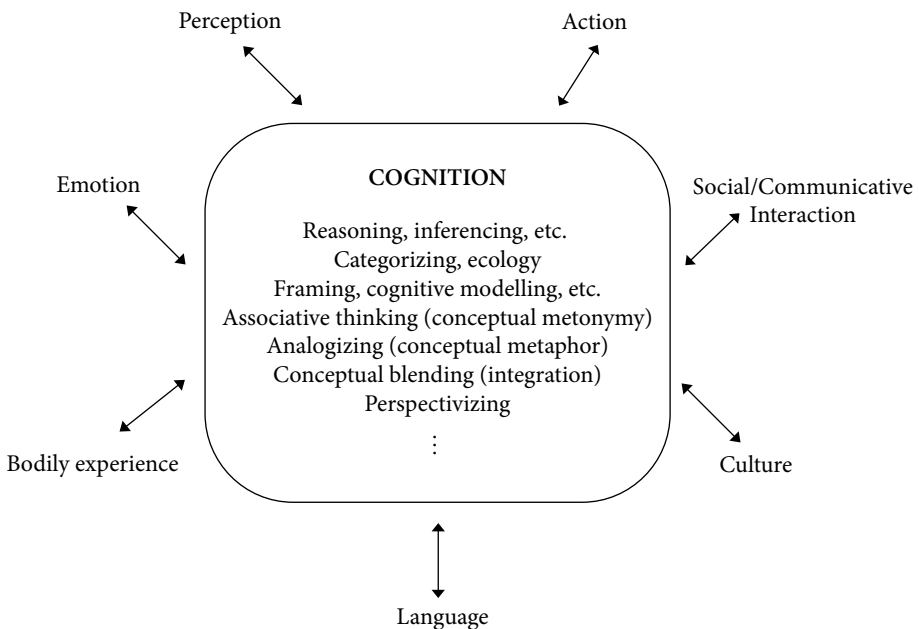 Perception
Action
Emotion
Social/Communicative
Interaction
COGNITION
Reasoning, inferencing, etc.
Categorizing, ecology
Framing, cognitive modelling, etc.
Associative thinking (conceptual metonymy)
Analogizing (conceptual metaphor)
Conceptual blending (integration)
Perspectivizing
⋮
Bodily experience
Culture
Language